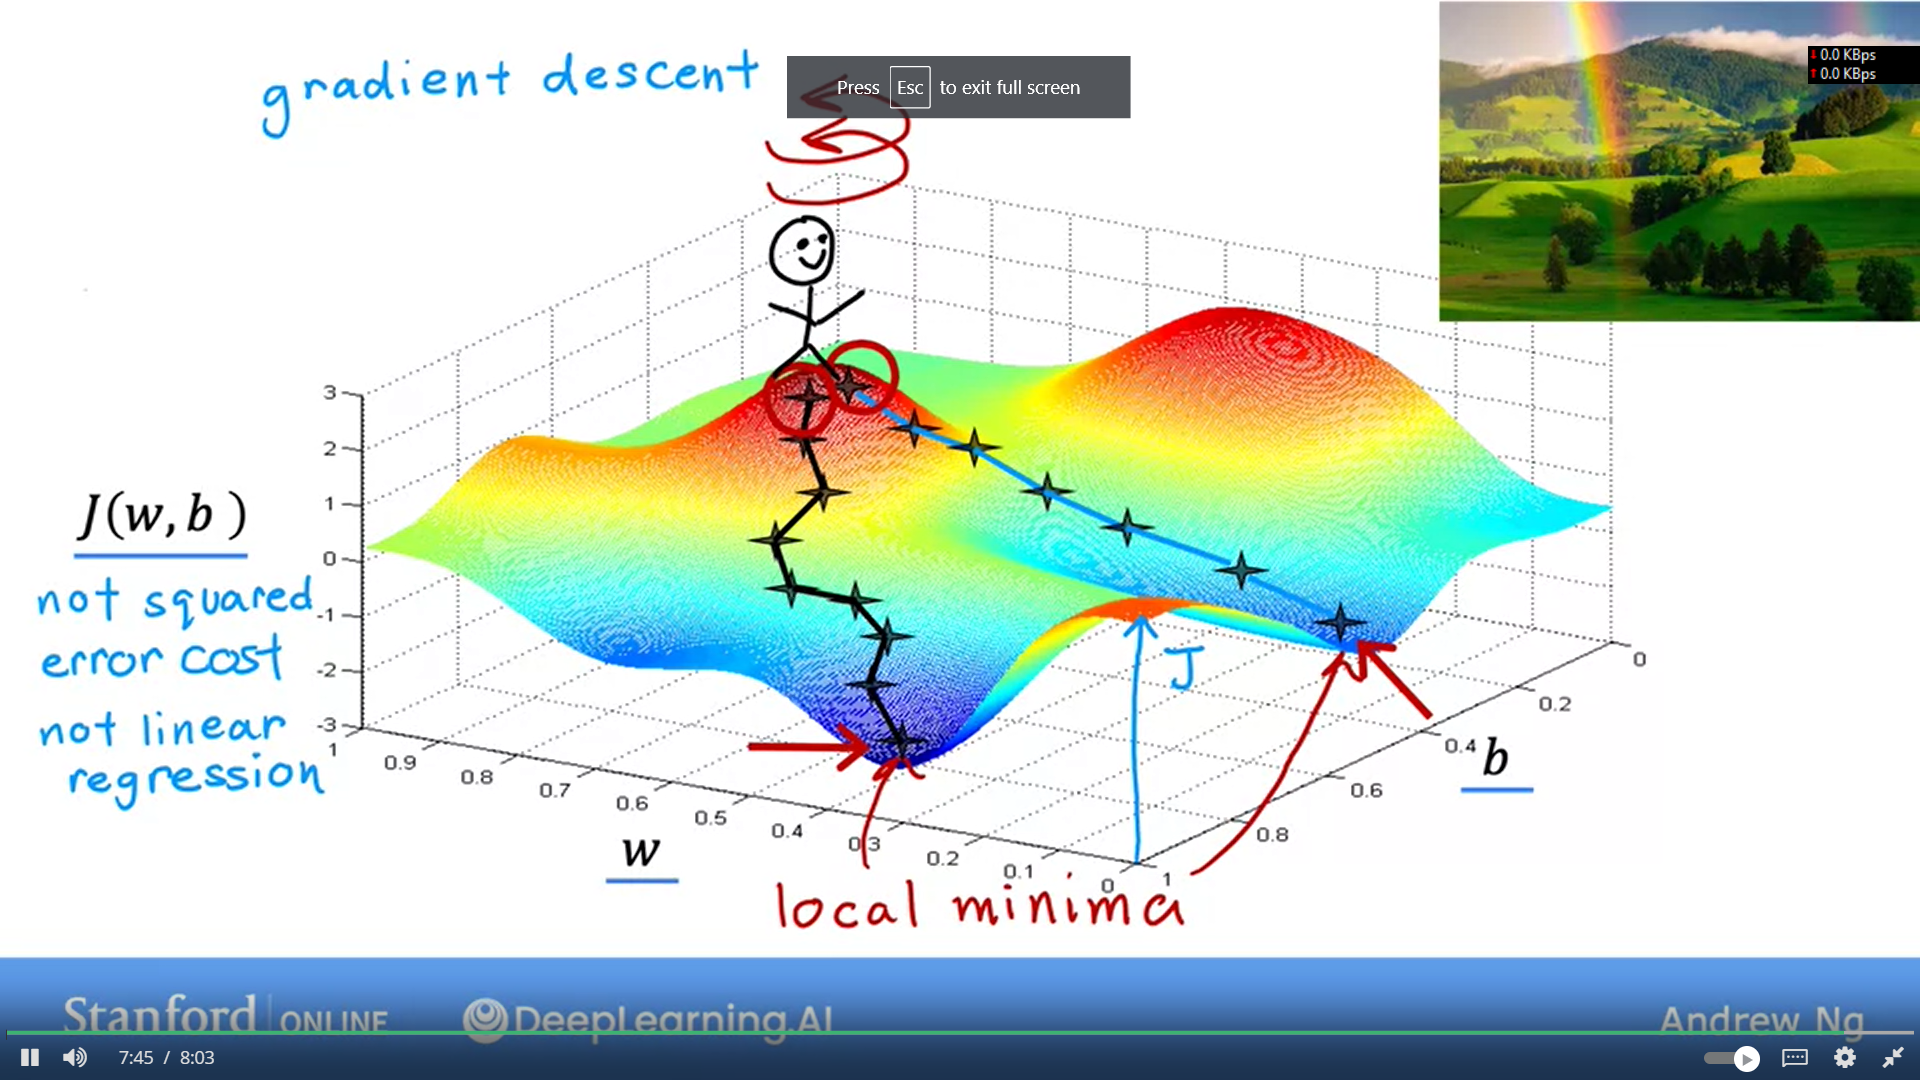 gradient descent
Press Esc to exit full screen
0.0 KBps
0.0 KBps
J(w, b)
not squared
error cost
not linear
regression
3
2
1
0
-1
-2
-3
1
0.9
0.8
0.7
0.6
0.5
0.4
0.3
0.2
0.1
0
w
1
0.8
0.6
0.4
0.2
0
b
J
local minima
Stanford | ONLINE
DeepLearning.AI
Andrew Ng
7:45 / 8:03